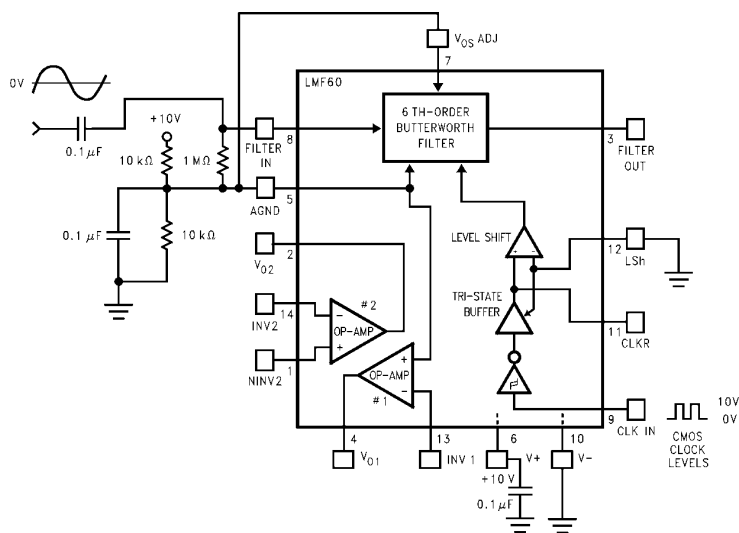 V_OS ADJ
7
LMF60
0V
+10V
0.1 μF
10 kΩ
1 MΩ
FILTER
IN
8
6 TH-ORDER
BUTTERWORTH
FILTER
3
FILTER
OUT
AGND
5
0.1 μF
10 kΩ
LEVEL SHIFT
+ -
12
LSh
V_O2
2
TRI-STATE
BUFFER
11
CLKR
INV2
14
#2
-
OP-AMP
+
NINV2
1
+
OP-AMP
-
#1
9
CLK IN
10V
0V
CMOS
CLOCK
LEVELS
4
V_O1
13
INV 1
6
V+
+10 V
0.1 μF
10
V-